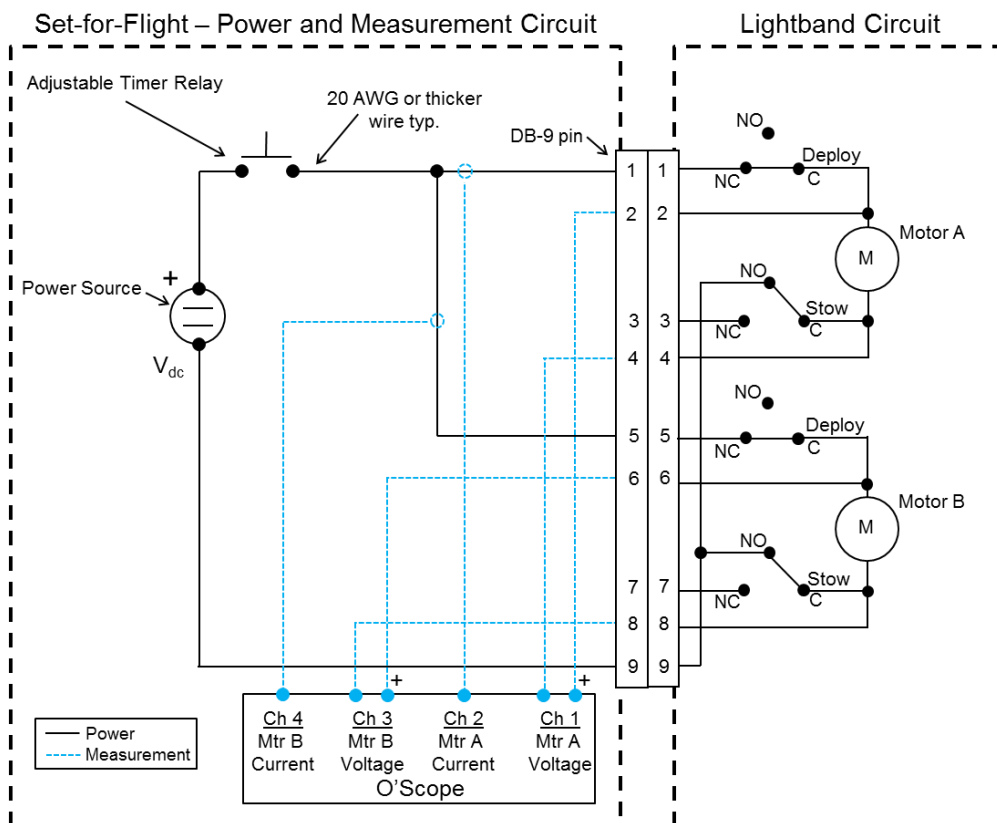 Set-for-Flight – Power and Measurement Circuit
Lightband Circuit
Adjustable Timer Relay
20 AWG or thicker
wire typ.
DB-9 pin
Power Source
+
Vdc
1
2
3
4
5
6
7
8
9
1
2
3
4
5
6
7
8
9
NO
Deploy
NC
C
Motor A
M
NO
Stow
NC
C
NO
Deploy
NC
C
Motor B
M
NO
Stow
NC
C
+
+
Ch 4
Mtr B
Current
Ch 3
Mtr B
Voltage
Ch 2
Mtr A
Current
Ch 1
Mtr A
Voltage
O'Scope
Power
Measurement